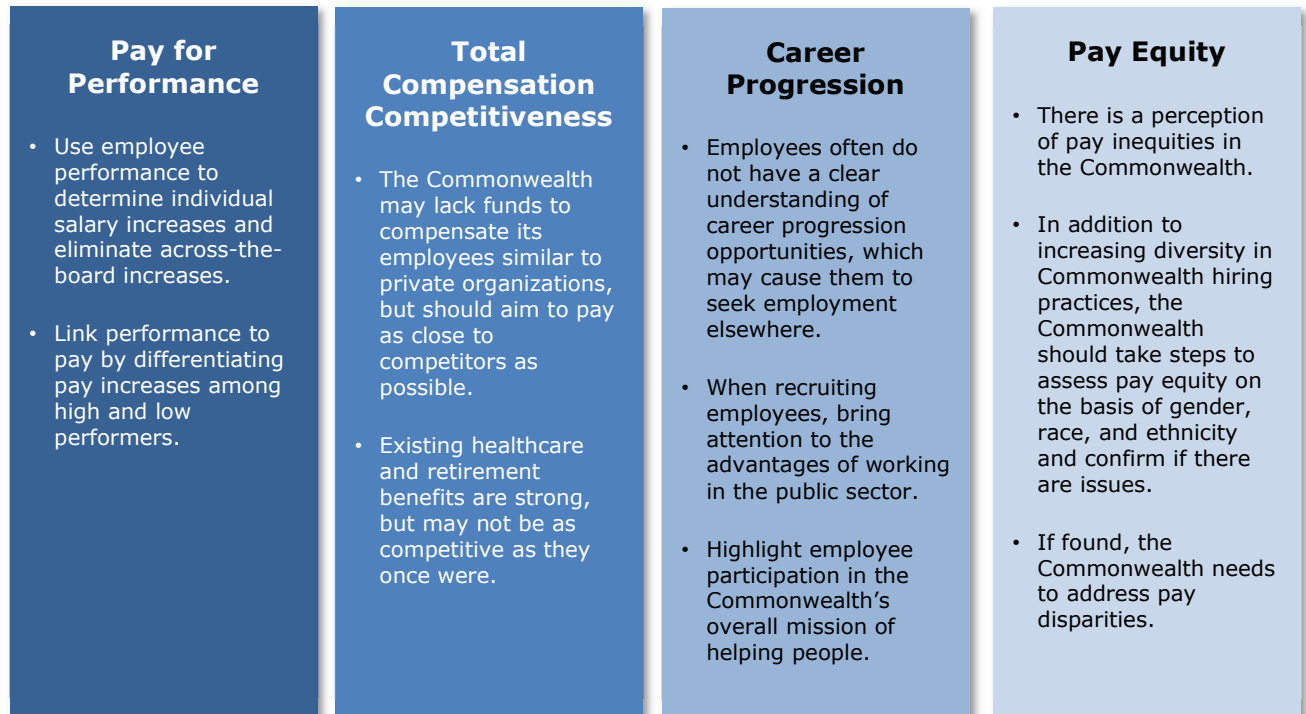 Pay for
Performance
• Use employee
performance to
determine individual
salary increases and
eliminate across-the-
board increases.
• Link performance to
pay by differentiating
pay increases among
high and low
performers.
Total
Compensation
Competitiveness
• The Commonwealth
may lack funds to
compensate its
employees similar to
private organizations,
but should aim to pay
as close to
competitors as
possible.
• Existing healthcare
and retirement
benefits are strong,
but may not be as
competitive as they
once were.
Career
Progression
• Employees often do
not have a clear
understanding of
career progression
opportunities, which
may cause them to
seek employment
elsewhere.
• When recruiting
employees, bring
attention to the
advantages of working
in the public sector.
• Highlight employee
participation in the
Commonwealth’s
overall mission of
helping people.
Pay Equity
• There is a perception
of pay inequities in
the Commonwealth.
• In addition to
increasing diversity in
Commonwealth hiring
practices, the
Commonwealth
should take steps to
assess pay equity on
the basis of gender,
race, and ethnicity
and confirm if there
are issues.
• If found, the
Commonwealth needs
to address pay
disparities.